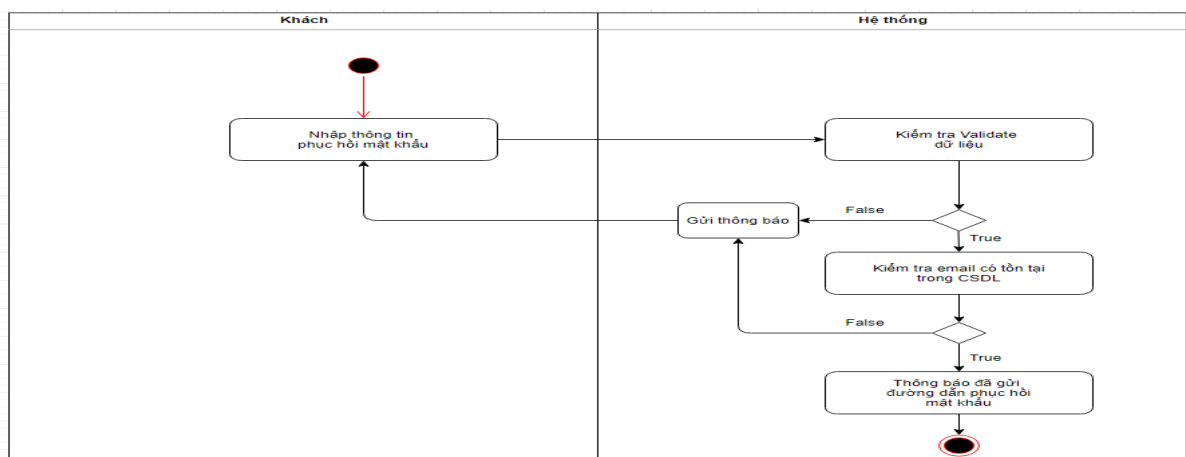 Khách
Hệ thống
Nhập thông tin
phục hồi mật khẩu
Kiểm tra Validate
dữ liệu
Gửi thông báo
False
True
Kiểm tra email có tồn tại
trong CSDL
False
True
Thông báo đã gửi
đường dẫn phục hồi
mật khẩu